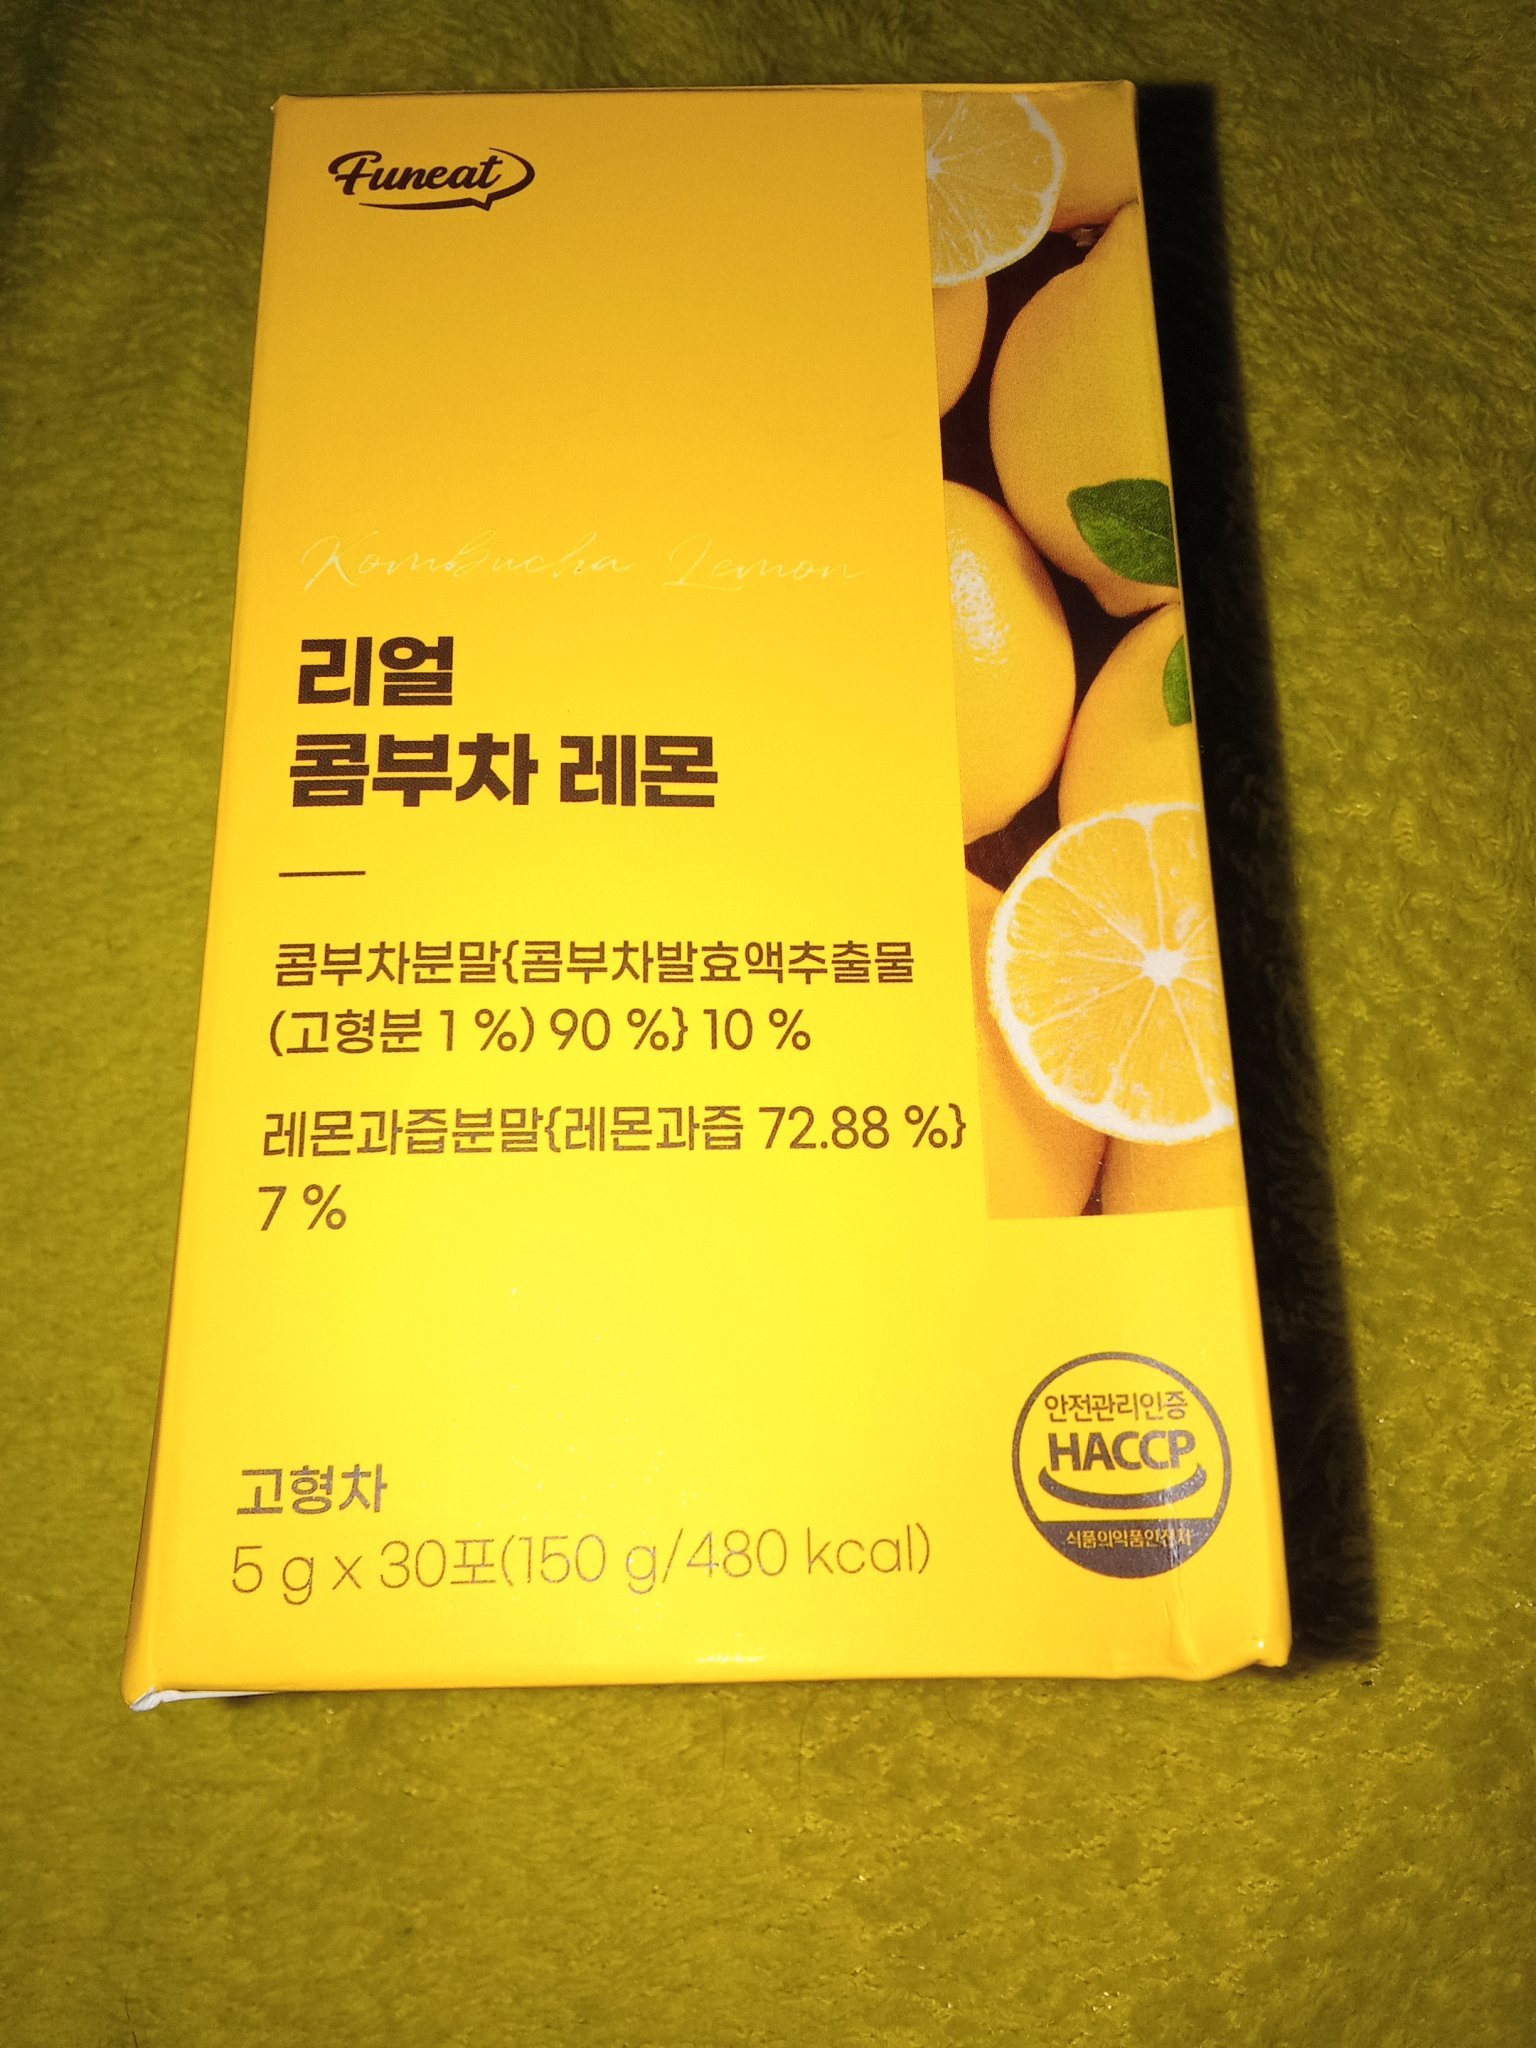 Funeat
Kombucha Lemon
리얼
콤부차 레몬
콤부차분말{콤부차발효액추출물
(고형분 1 %) 90 %} 10 %
레몬과즙분말{레몬과즙 72.88 %}
7 %
안전관리인증
HACCP
식품의약품안전처
고형차
5 g x 30포(150 g/480 kcal)